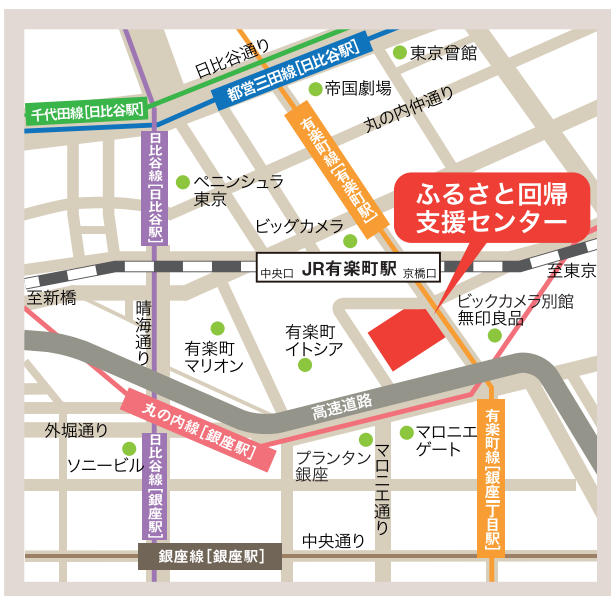 日比谷通り
東京會館
千代田線[日比谷駅]
都営三田線[日比谷駅]
帝国劇場
丸の内仲通り
日比谷線[日比谷駅]
有楽町線[有楽町駅]
ペニンシュラ
東京
ふるさと回帰
支援センター
ビッグカメラ
中央口 JR有楽町駅 京橋口
至新橋
至東京
晴海通り
有楽町
マリオン
有楽町
イトシア
ビックカメラ別館
無印良品
高速道路
丸の内線[銀座駅]
外堀通り
ソニービル
日比谷線[銀座駅]
プランタン
銀座
マロニエ通り
マロニエ
ゲート
有楽町線[銀座一丁目駅]
中央通り
銀座線[銀座駅]